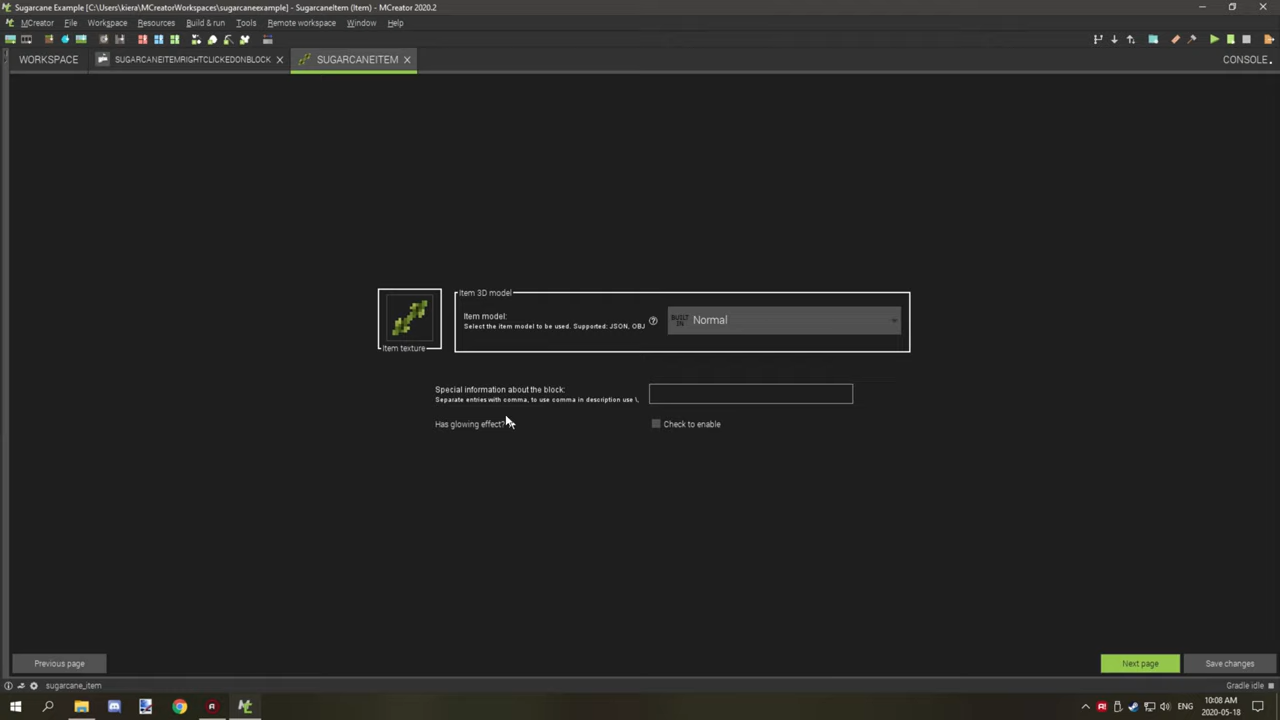 Sugarcane Example [C:\Users\kiera\MCreatorWorkspaces\sugarcaneexample] - SugarcaneItem (Item) - MCreator 2020.2
MCreator File Workspace Resources Build & run Tools Remote workspace Window Help
WORKSPACE SUGARCANEITEMRIGHTCLICKEDONBLOCK SUGARCANEITEM CONSOLE
Item 3D model
Item model:
Select the item model to be used. Supported: JSON, OBJ
BUILT IN Normal
Item texture
Special information about the block:
Separate entries with comma, to use comma in description use \,
Has glowing effect? Check to enable
Previous page Next page Save changes
sugarcane_item Gradle idle
ENG 10:08 AM
2020-05-18